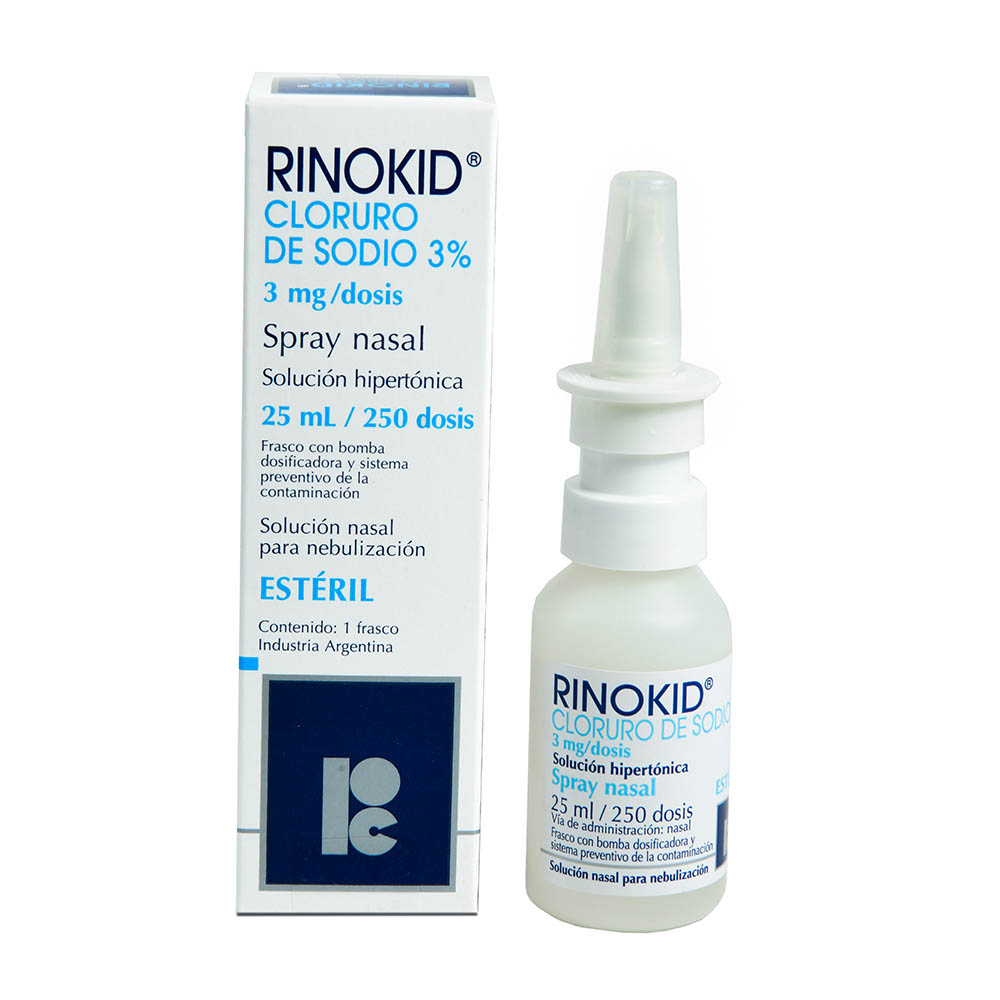 RINOKID®
RINOKID®
CLORURO
DE SODIO 3%
3 mg/dosis
Spray nasal
Solución hipertónica
25 mL / 250 dosis
Frasco con bomba
dosificadora y sistema
preventivo de la
contaminación
Solución nasal
para nebulización
ESTÉRIL
Contenido: 1 frasco
Industria Argentina
RINOKID®
CLORURO DE SODIO
3 mg/dosis
Solución hipertónica
Spray nasal
EST
25 ml / 250 dosis
Vía de administración: nasal
Frasco con bomba dosificadora y
sistema preventivo de la contaminación
Solución nasal para nebulización